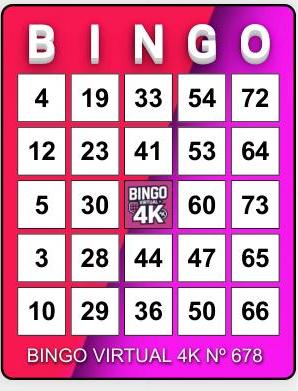 B I N G O
4 19 33 54 72
12 23 41 53 64
5 30 BINGO VIRTUAL 4K 60 73
3 28 44 47 65
10 29 36 50 66
BINGO VIRTUAL 4K Nº 678